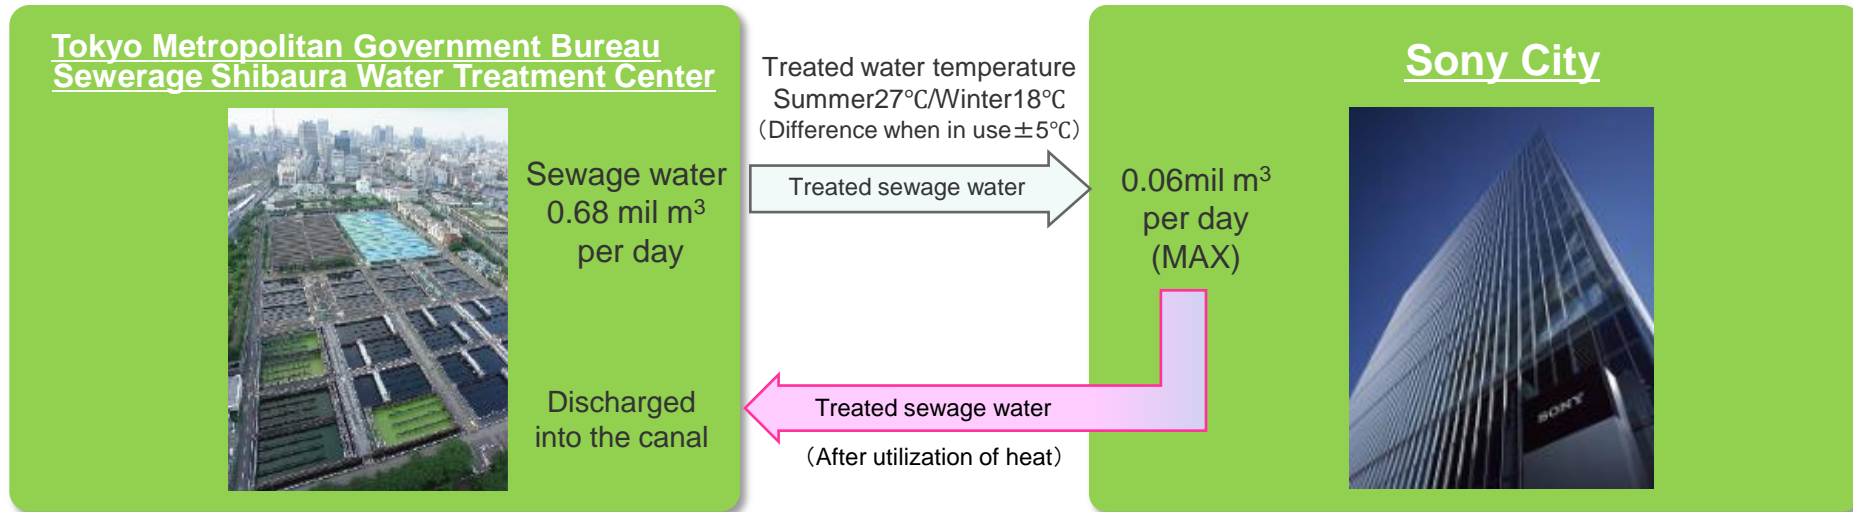 Tokyo Metropolitan Government Bureau
Sewerage Shibaura Water Treatment Center
Sewage water
0.68 mil m³
per day
Discharged
into the canal
Treated water temperature
Summer27℃/Winter18℃
（Difference when in use±5℃）
Treated sewage water
Treated sewage water
（After utilization of heat）
Sony City
0.06mil m³
per day
(MAX)
SONY